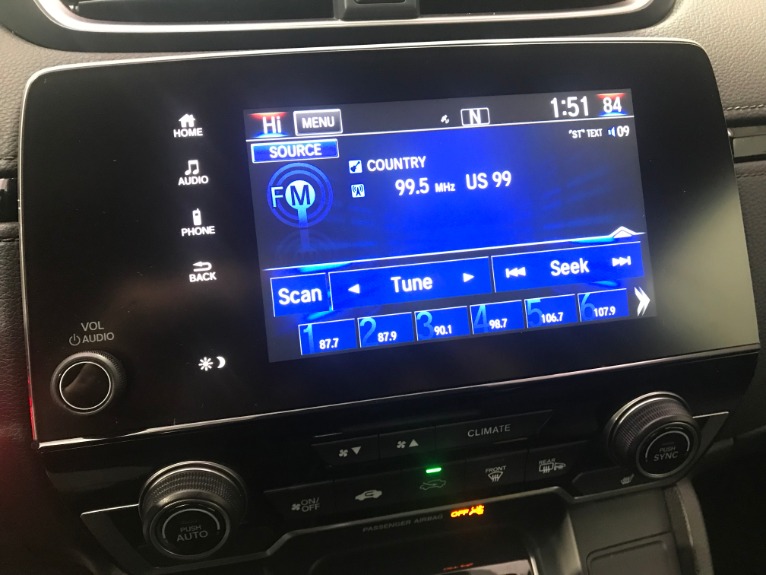 Hi MENU N 1:51 84
HOME
SOURCE
"ST" TEXT 09
COUNTRY
AUDIO
FM
99.5 MHz US 99
PHONE
BACK
Scan Tune Seek
1 87.7 2 87.9 3 90.1 4 98.7 5 106.7 6 107.9
VOL
AUDIO
CLIMATE
PUSH
SYNC
FRONT
REAR
ON/
OFF
PUSH
AUTO
PASSENGER AIRBAG OFF